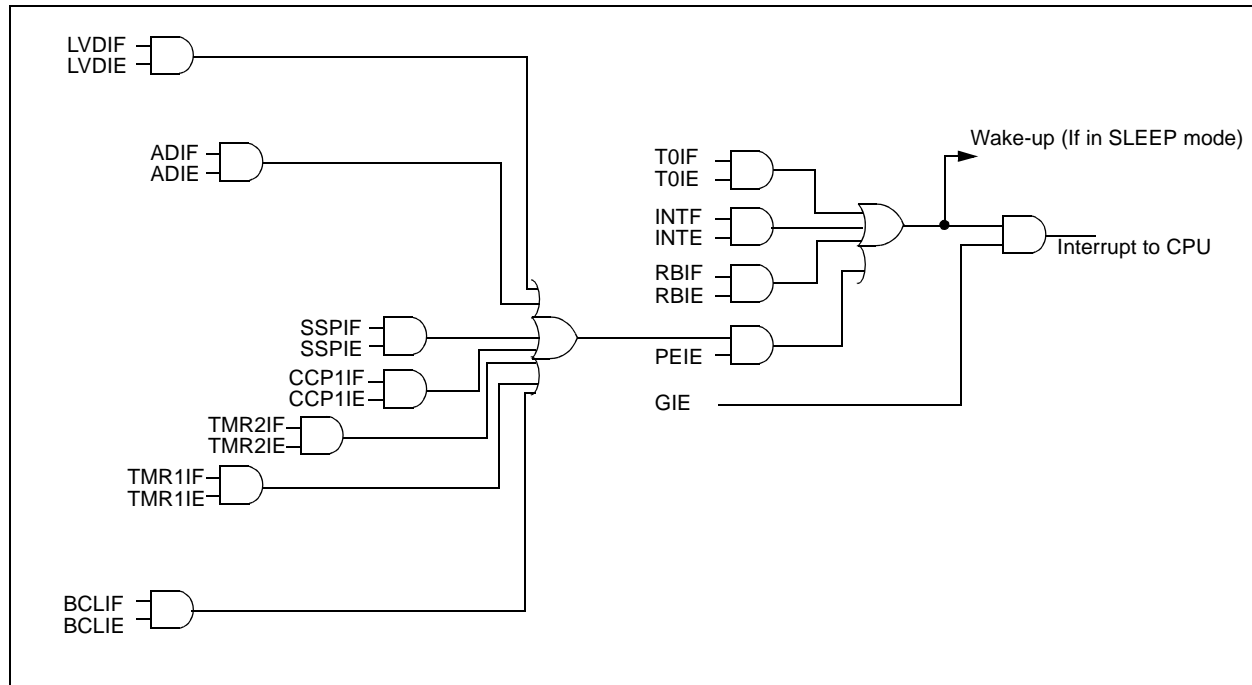 LVDIF
LVDIE
ADIF
ADIE
SSPIF
SSPIE
CCP1IF
CCP1IE
TMR2IF
TMR2IE
TMR1IF
TMR1IE
BCLIF
BCLIE
T0IF
T0IE
INTF
INTE
RBIF
RBIE
PEIE
GIE
Wake-up (If in SLEEP mode)
Interrupt to CPU